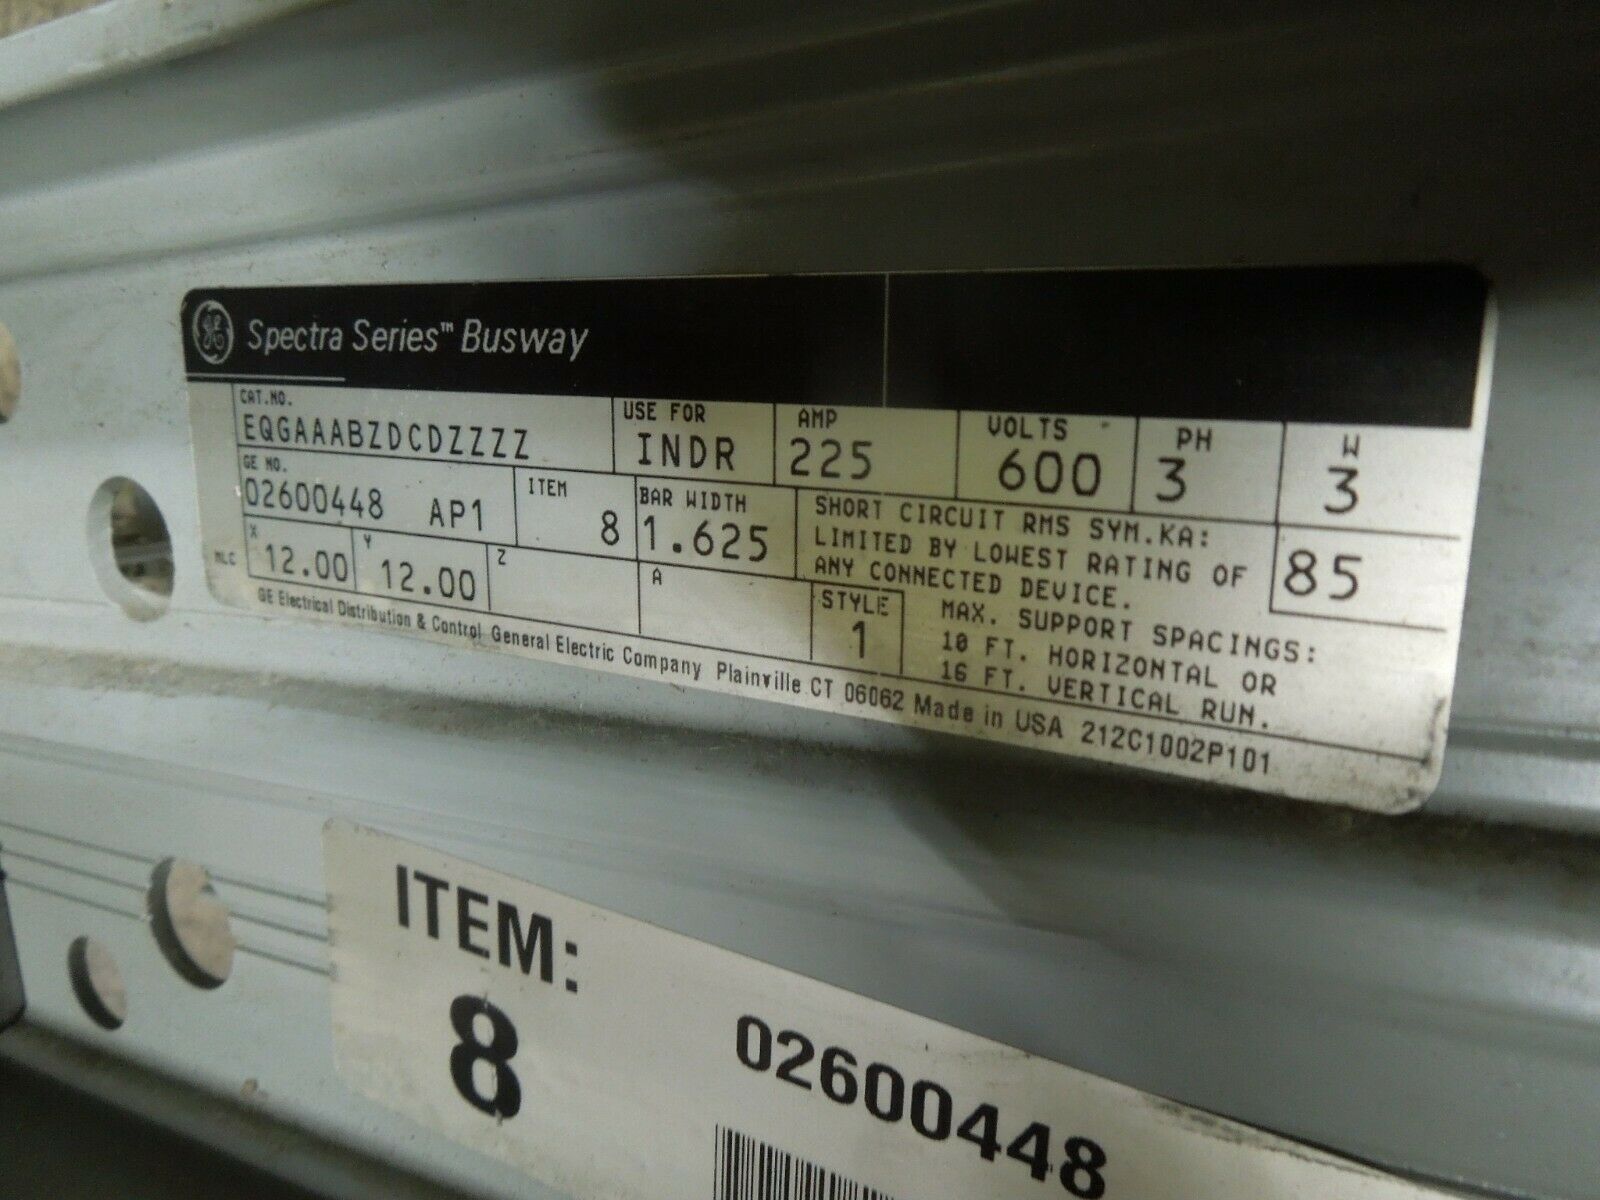 GE Spectra Series™ Busway
CAT.NO. USE FOR AMP VOLTS PH W
EQGAAABZDCDZZZZ INDR 225 600 3 3
GE NO. ITEM BAR WIDTH
02600448 AP1 8 1.625
SHORT CIRCUIT RMS SYM.KA:
LIMITED BY LOWEST RATING OF
ANY CONNECTED DEVICE.
85
X Y Z A STYLE
MLC 12.00 12.00 1
MAX. SUPPORT SPACINGS:
10 FT. HORIZONTAL OR
16 FT. VERTICAL RUN.
GE Electrical Distribution & Control General Electric Company Plainville CT 06062 Made in USA 212C1002P101
ITEM:
8
02600448